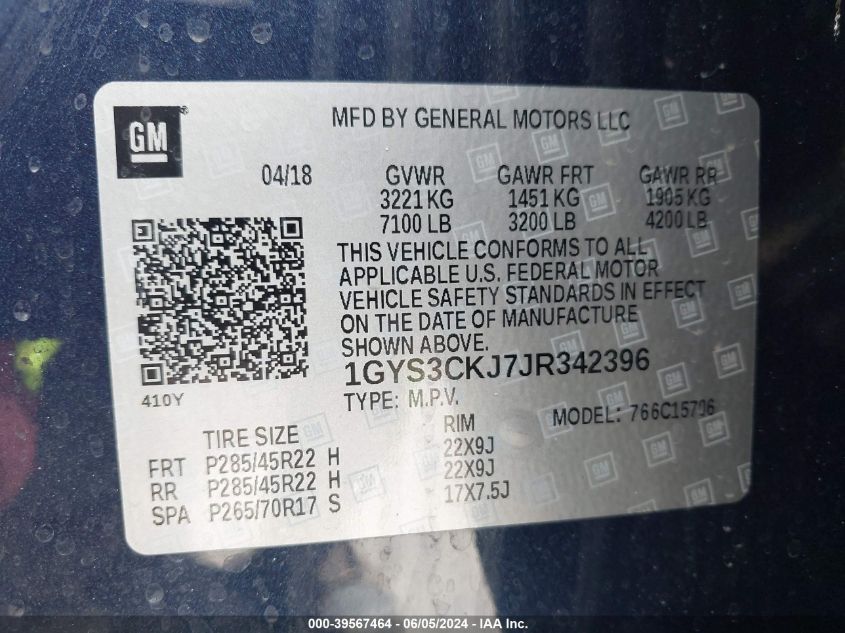 GM
MFD BY GENERAL MOTORS LLC
04/18 GVWR GAWR FRT GAWR RR
3221 KG 1451 KG 1905 KG
7100 LB 3200 LB 4200 LB
THIS VEHICLE CONFORMS TO ALL
APPLICABLE U.S. FEDERAL MOTOR
VEHICLE SAFETY STANDARDS IN EFFECT
ON THE DATE OF MANUFACTURE
SHOWN ABOVE.
1GYS3CKJ7JR342396
410Y TYPE: M.P.V. MODEL: 766C15706
TIRE SIZE RIM
FRT P285/45R22 H 22X9J
RR P285/45R22 H 22X9J
SPA P265/70R17 S 17X7.5J
000-39567464 - 06/05/2024 - © IAA, INC.